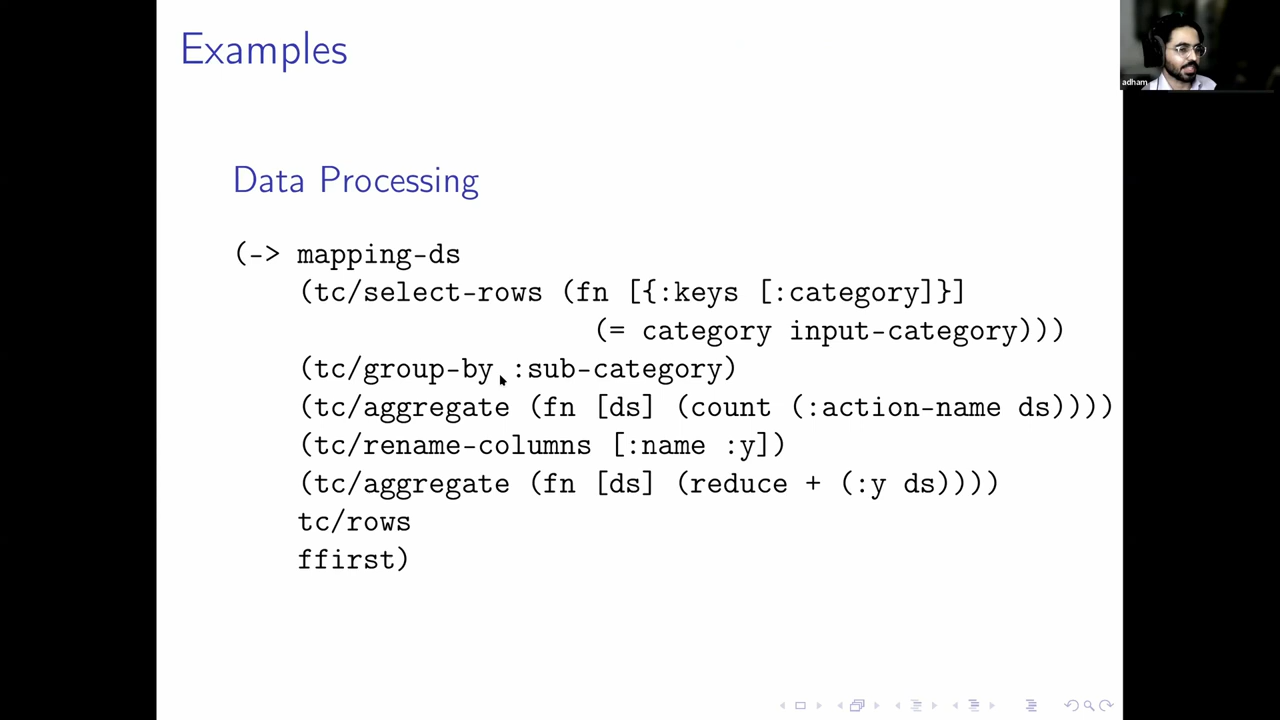 Examples
adham
Data Processing
(-> mapping-ds
(tc/select-rows (fn [{:keys [:category]}]
(= category input-category)))
(tc/group-by :sub-category)
(tc/aggregate (fn [ds] (count (:action-name ds))))
(tc/rename-columns [:name :y])
(tc/aggregate (fn [ds] (reduce + (:y ds))))
tc/rows
ffirst)